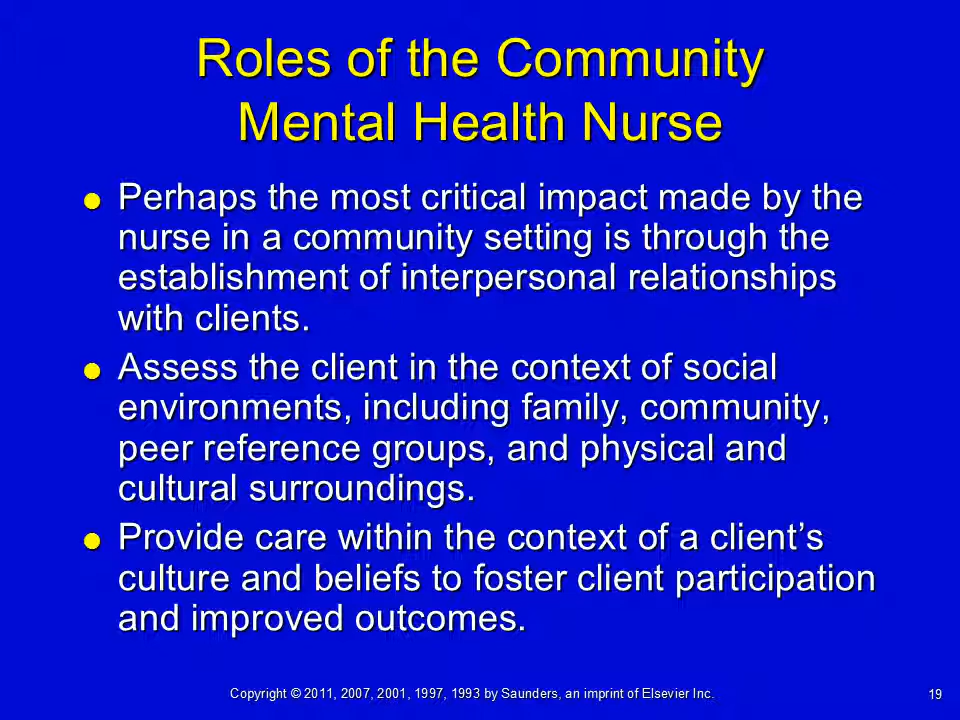 Roles of the Community
Mental Health Nurse
Perhaps the most critical impact made by the
nurse in a community setting is through the
establishment of interpersonal relationships
with clients.
Assess the client in the context of social
environments, including family, community,
peer reference groups, and physical and
cultural surroundings.
Provide care within the context of a client’s
culture and beliefs to foster client participation
and improved outcomes.
Copyright © 2011, 2007, 2001, 1997, 1993 by Saunders, an imprint of Elsevier Inc.
19